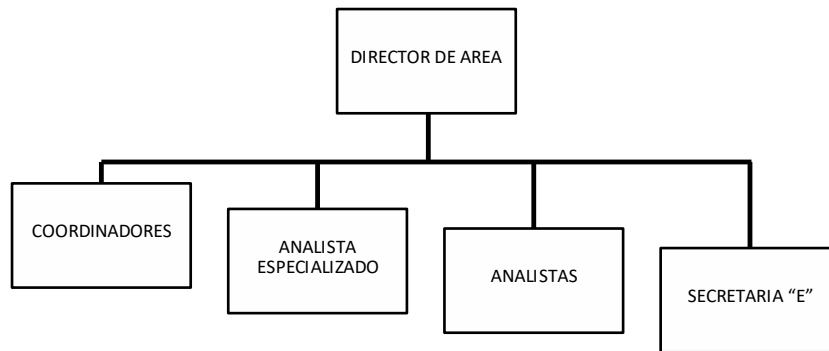 DIRECTOR DE AREA
COORDINADORES
ANALISTA
ESPECIALIZADO
ANALISTAS
SECRETARIA “E”